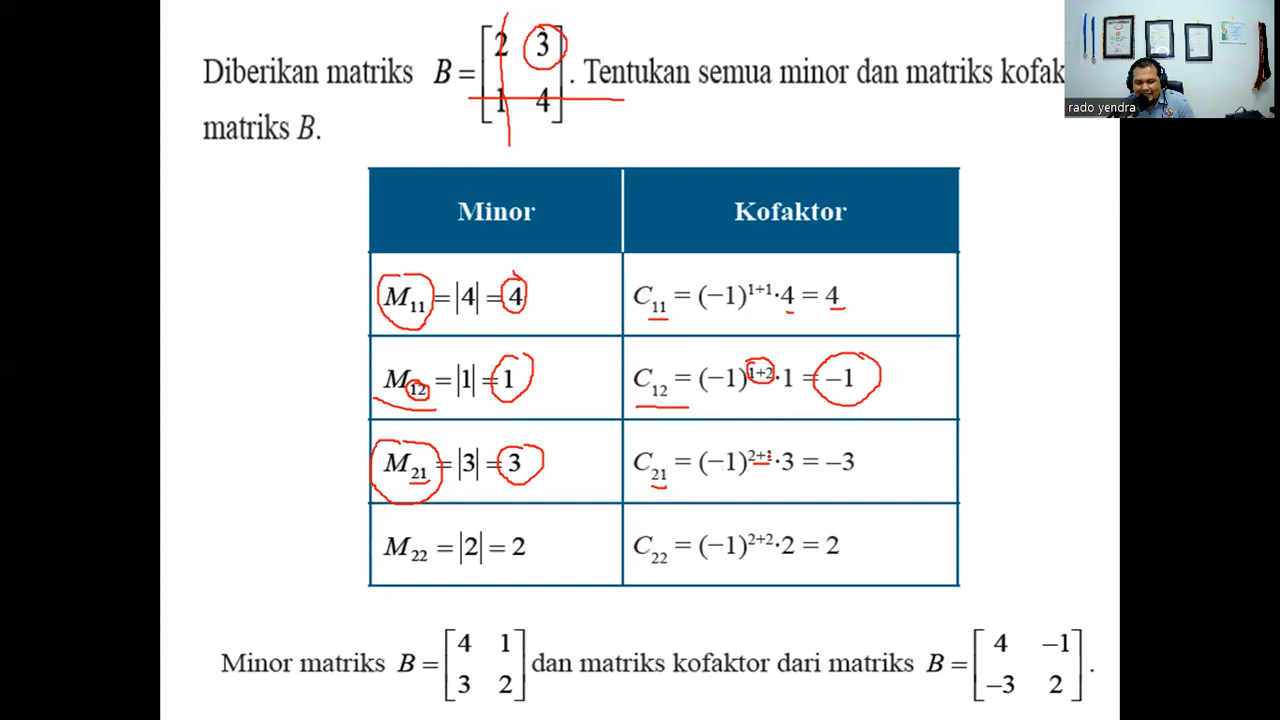 Diberikan matriks B = [2 3; 1 4]. Tentukan semua minor dan matriks kofak
matriks B.
rado yendra
Minor Kofaktor
M₁₁ = |4| = 4 C₁₁ = (−1)¹⁺¹·4 = 4
M₁₂ = |1| = 1 C₁₂ = (−1)¹⁺²·1 = −1
M₂₁ = |3| = 3 C₂₁ = (−1)²⁺¹·3 = −3
M₂₂ = |2| = 2 C₂₂ = (−1)²⁺²·2 = 2
Minor matriks B = [4 1; 3 2] dan matriks kofaktor dari matriks B = [4 −1; −3 2].